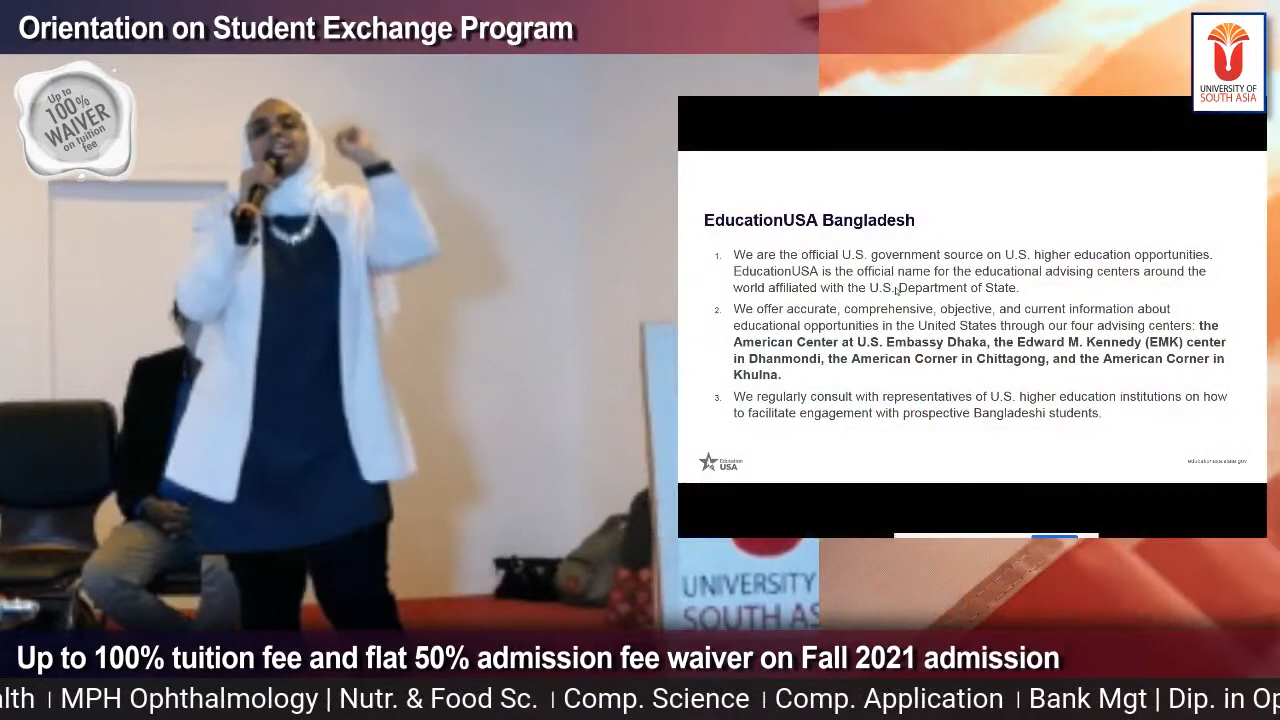 Orientation on Student Exchange Program
Up to
100%
WAIVER
on tuition
fee
UNIVERSITY OF
SOUTH ASIA
EducationUSA Bangladesh
1. We are the official U.S. government source on U.S. higher education opportunities.
EducationUSA is the official name for the educational advising centers around the
world affiliated with the U.S. Department of State.
2. We offer accurate, comprehensive, objective, and current information about
educational opportunities in the United States through our four advising centers: the
American Center at U.S. Embassy Dhaka, the Edward M. Kennedy (EMK) center
in Dhanmondi, the American Corner in Chittagong, and the American Corner in
Khulna.
3. We regularly consult with representatives of U.S. higher education institutions on how
to facilitate engagement with prospective Bangladeshi students.
Education
USA
educationusa.state.gov
UNIVERSITY
SOUTH AS
Up to 100% tuition fee and flat 50% admission fee waiver on Fall 2021 admission
alth | MPH Ophthalmology | Nutr. & Food Sc. | Comp. Science | Comp. Application | Bank Mgt | Dip. in Op